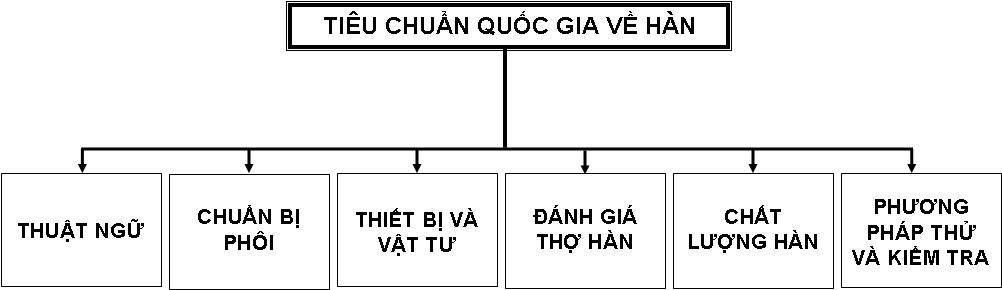 TIÊU CHUẨN QUỐC GIA VỀ HÀN
THUẬT NGỮ
CHUẨN BỊ
PHÔI
THIẾT BỊ VÀ
VẬT TƯ
ĐÁNH GIÁ
THỢ HÀN
CHẤT
LƯỢNG HÀN
PHƯƠNG
PHÁP THỬ
VÀ KIỂM TRA